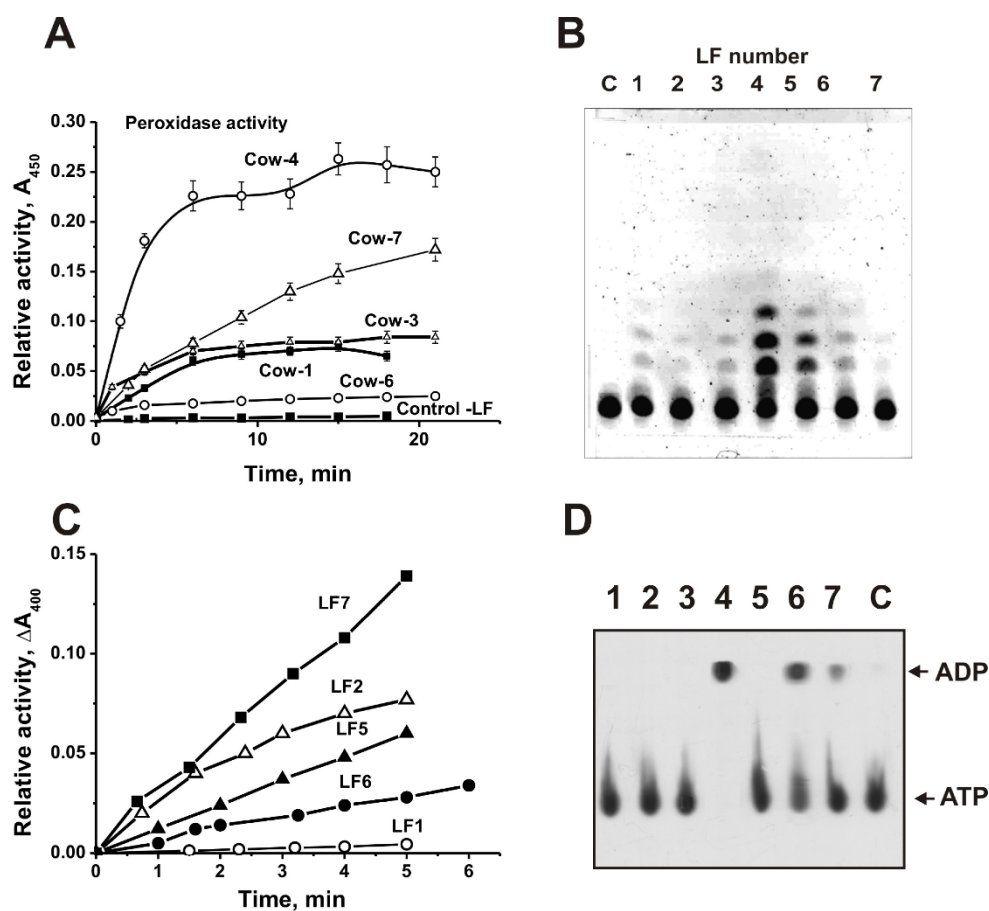 A
Peroxidase activity
Cow-4
Cow-7
Cow-3
Cow-1
Cow-6
Control -LF
Relative activity, A450
0.30
0.25
0.20
0.15
0.10
0.05
0.00
0 10 20
Time, min
B
LF number
C 1 2 3 4 5 6 7
C
LF7
LF2
LF5
LF6
LF1
Relative activity, ΔA400
0.15
0.10
0.05
0.00
0 1 2 3 4 5 6
Time, min
D
1 2 3 4 5 6 7 C
ADP
ATP